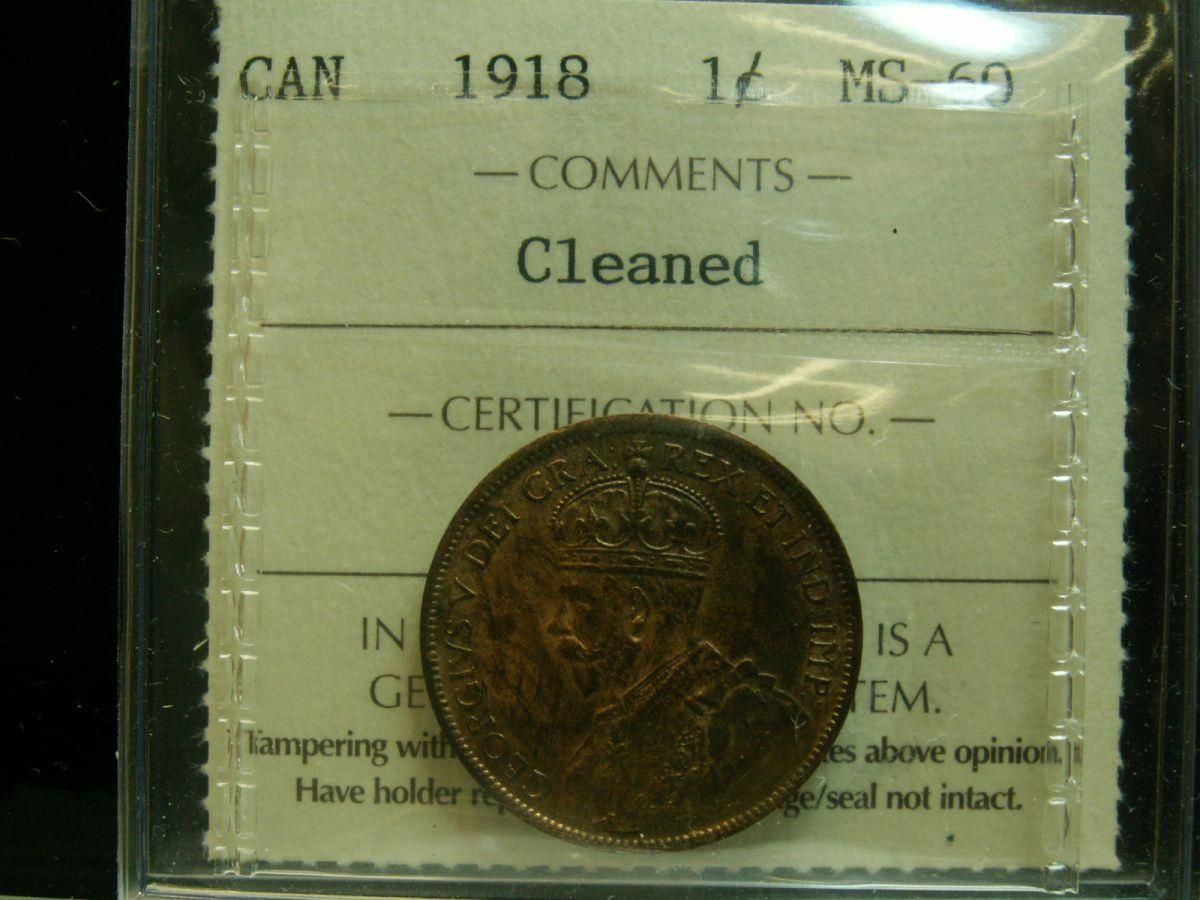 CAN 1918 1¢ MS-60
— COMMENTS —
Cleaned
— CERTIFICATION NO. —
GEORGIVS V DEI GRA: REX ET IND: IMP:
IN IS A
GE TEM.
Tampering with es above opinion.
Have holder rep ge/seal not intact.